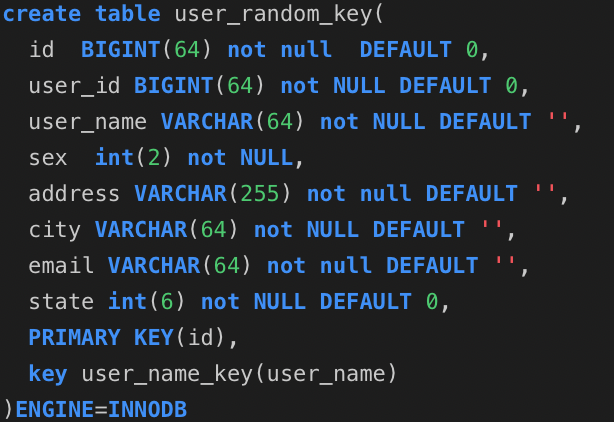 create table user_random_key(
  id  BIGINT(64) not null  DEFAULT 0,
  user_id BIGINT(64) not NULL DEFAULT 0,
  user_name VARCHAR(64) not NULL DEFAULT '',
  sex  int(2) not NULL,
  address VARCHAR(255) not null DEFAULT '',
  city VARCHAR(64) not NULL DEFAULT '',
  email VARCHAR(64) not null DEFAULT '',
  state int(6) not NULL DEFAULT 0,
  PRIMARY KEY(id),
  key user_name_key(user_name)
)ENGINE=INNODB